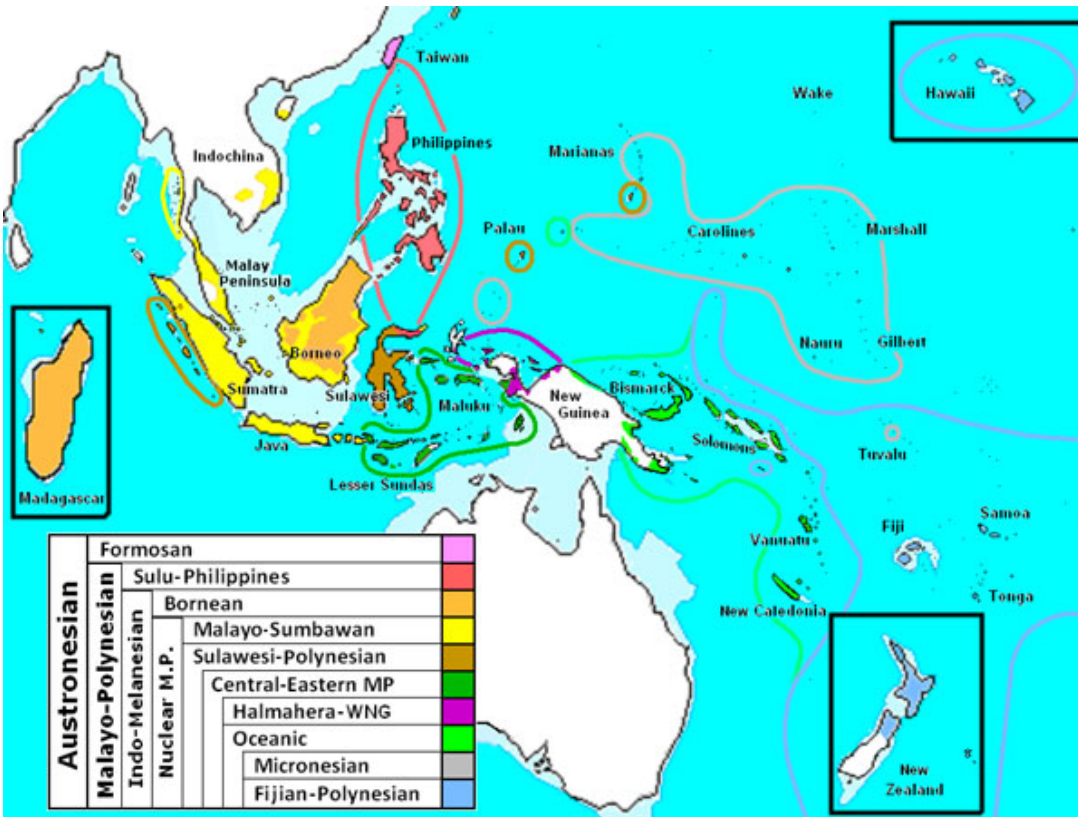 Taiwan
Wake
Hawaii
Philippines
Indochina
Marianas
Palau
Carolines
Marshall
Malay
Peninsula
Borneo
Nauru
Gilbert
Sumatra
Sulawesi
Maluku
New
Guinea
Bismarck
Java
Solomons
Tuvalu
Madagascar
Lesser Sundas
Samoa
Fiji
Vanuatu
Tonga
New Caledonia
New
Zealand
Austronesian
Malayo-Polynesian
Indo-Melanesian
Nuclear M.P.
Formosan
Sulu-Philippines
Bornean
Malayo-Sumbawan
Sulawesi-Polynesian
Central-Eastern MP
Halmahera-WNG
Oceanic
Micronesian
Fijian-Polynesian